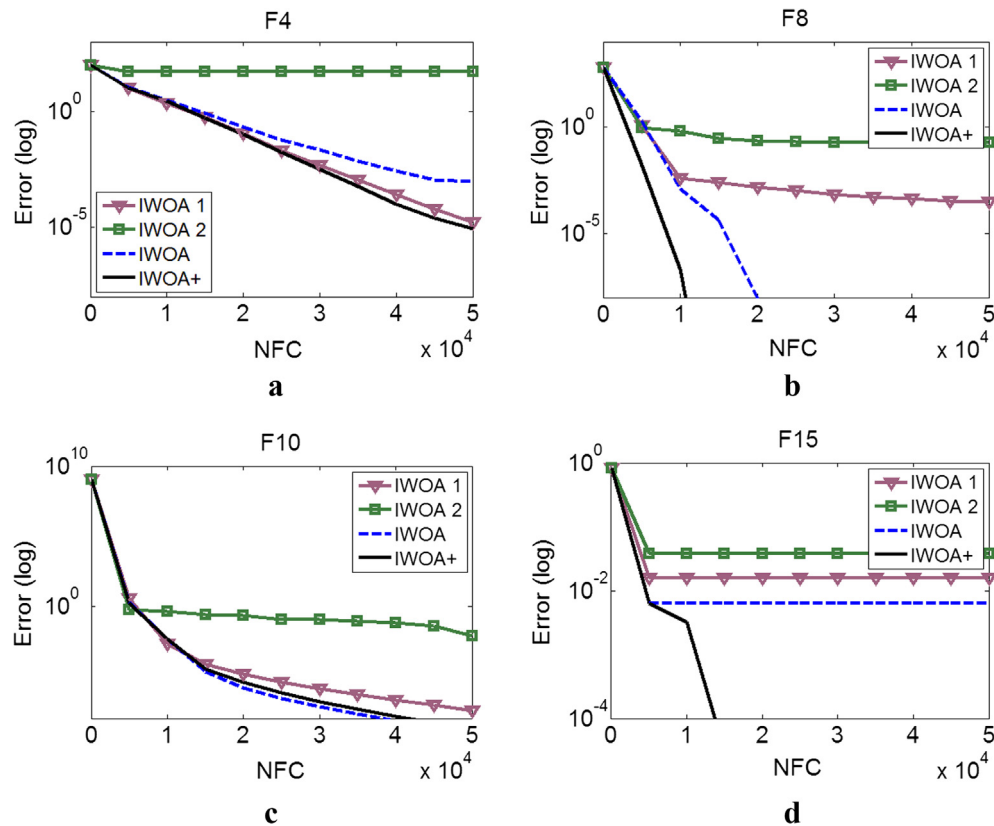 F4
Error (log)
10^0
10^-5
IWOA 1
IWOA 2
IWOA
IWOA+
0 1 2 3 4 5
NFC
x 10^4
a
F8
Error (log)
10^0
10^-5
IWOA 1
IWOA 2
IWOA
IWOA+
0 1 2 3 4 5
NFC
x 10^4
b
F10
Error (log)
10^10
10^0
IWOA 1
IWOA 2
IWOA
IWOA+
0 1 2 3 4 5
NFC
x 10^4
c
F15
Error (log)
10^0
10^-2
10^-4
IWOA 1
IWOA 2
IWOA
IWOA+
0 1 2 3 4 5
NFC
x 10^4
d